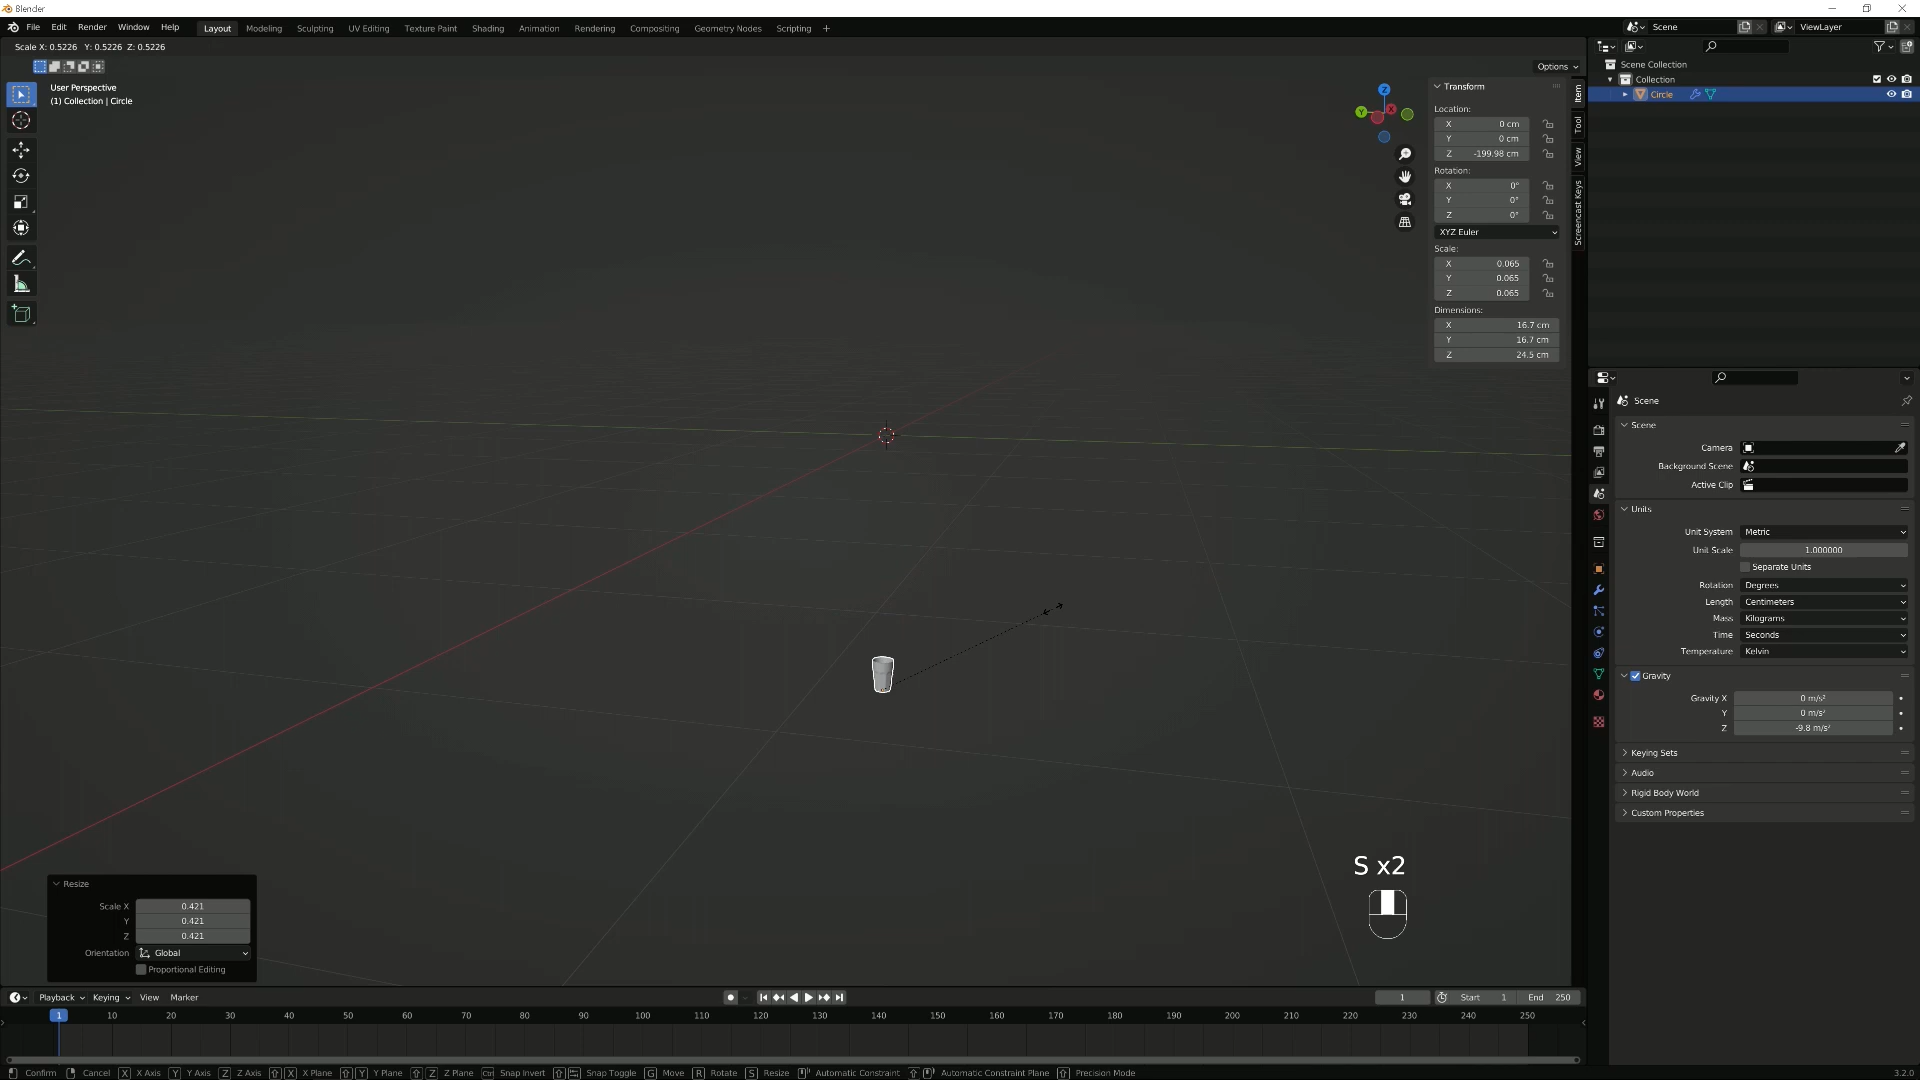 Blender
File Edit Render Window Help Layout Modeling Sculpting UV Editing Texture Paint Shading Animation Rendering Compositing Geometry Nodes Scripting + Scene ViewLayer
Scale X: 0.5226 Y: 0.5226 Z: 0.5226
Options
User Perspective
(1) Collection | Circle
Transform
Location:
X 0 cm
Y 0 cm
Z -199.98 cm
Rotation:
X 0°
Y 0°
Z 0°
XYZ Euler
Scale:
X 0.065
Y 0.065
Z 0.065
Dimensions:
X 16.7 cm
Y 16.7 cm
Z 24.5 cm
Item
Tool
View
Screencast Keys
Z
Y
X
Scene Collection
Collection
Circle
Scene
Scene
Camera
Background Scene
Active Clip
Units
Unit System Metric
Unit Scale 1.000000
Separate Units
Rotation Degrees
Length Centimeters
Mass Kilograms
Time Seconds
Temperature Kelvin
Gravity
Gravity X 0 m/s²
Y 0 m/s²
Z -9.8 m/s²
Keying Sets
Audio
Rigid Body World
Custom Properties
S x2
Resize
Scale X 0.421
Y 0.421
Z 0.421
Orientation Global
Proportional Editing
Playback Keying View Marker 1 Start 1 End 250
1 10 20 30 40 50 60 70 80 90 100 110 120 130 140 150 160 170 180 190 200 210 220 230 240 250
Confirm Cancel X X Axis Y Y Axis Z Z Axis X X Plane Y Y Plane Z Z Plane Ctrl Snap Invert Snap Toggle G Move R Rotate S Resize Automatic Constraint Automatic Constraint Plane Precision Mode 3.2.0